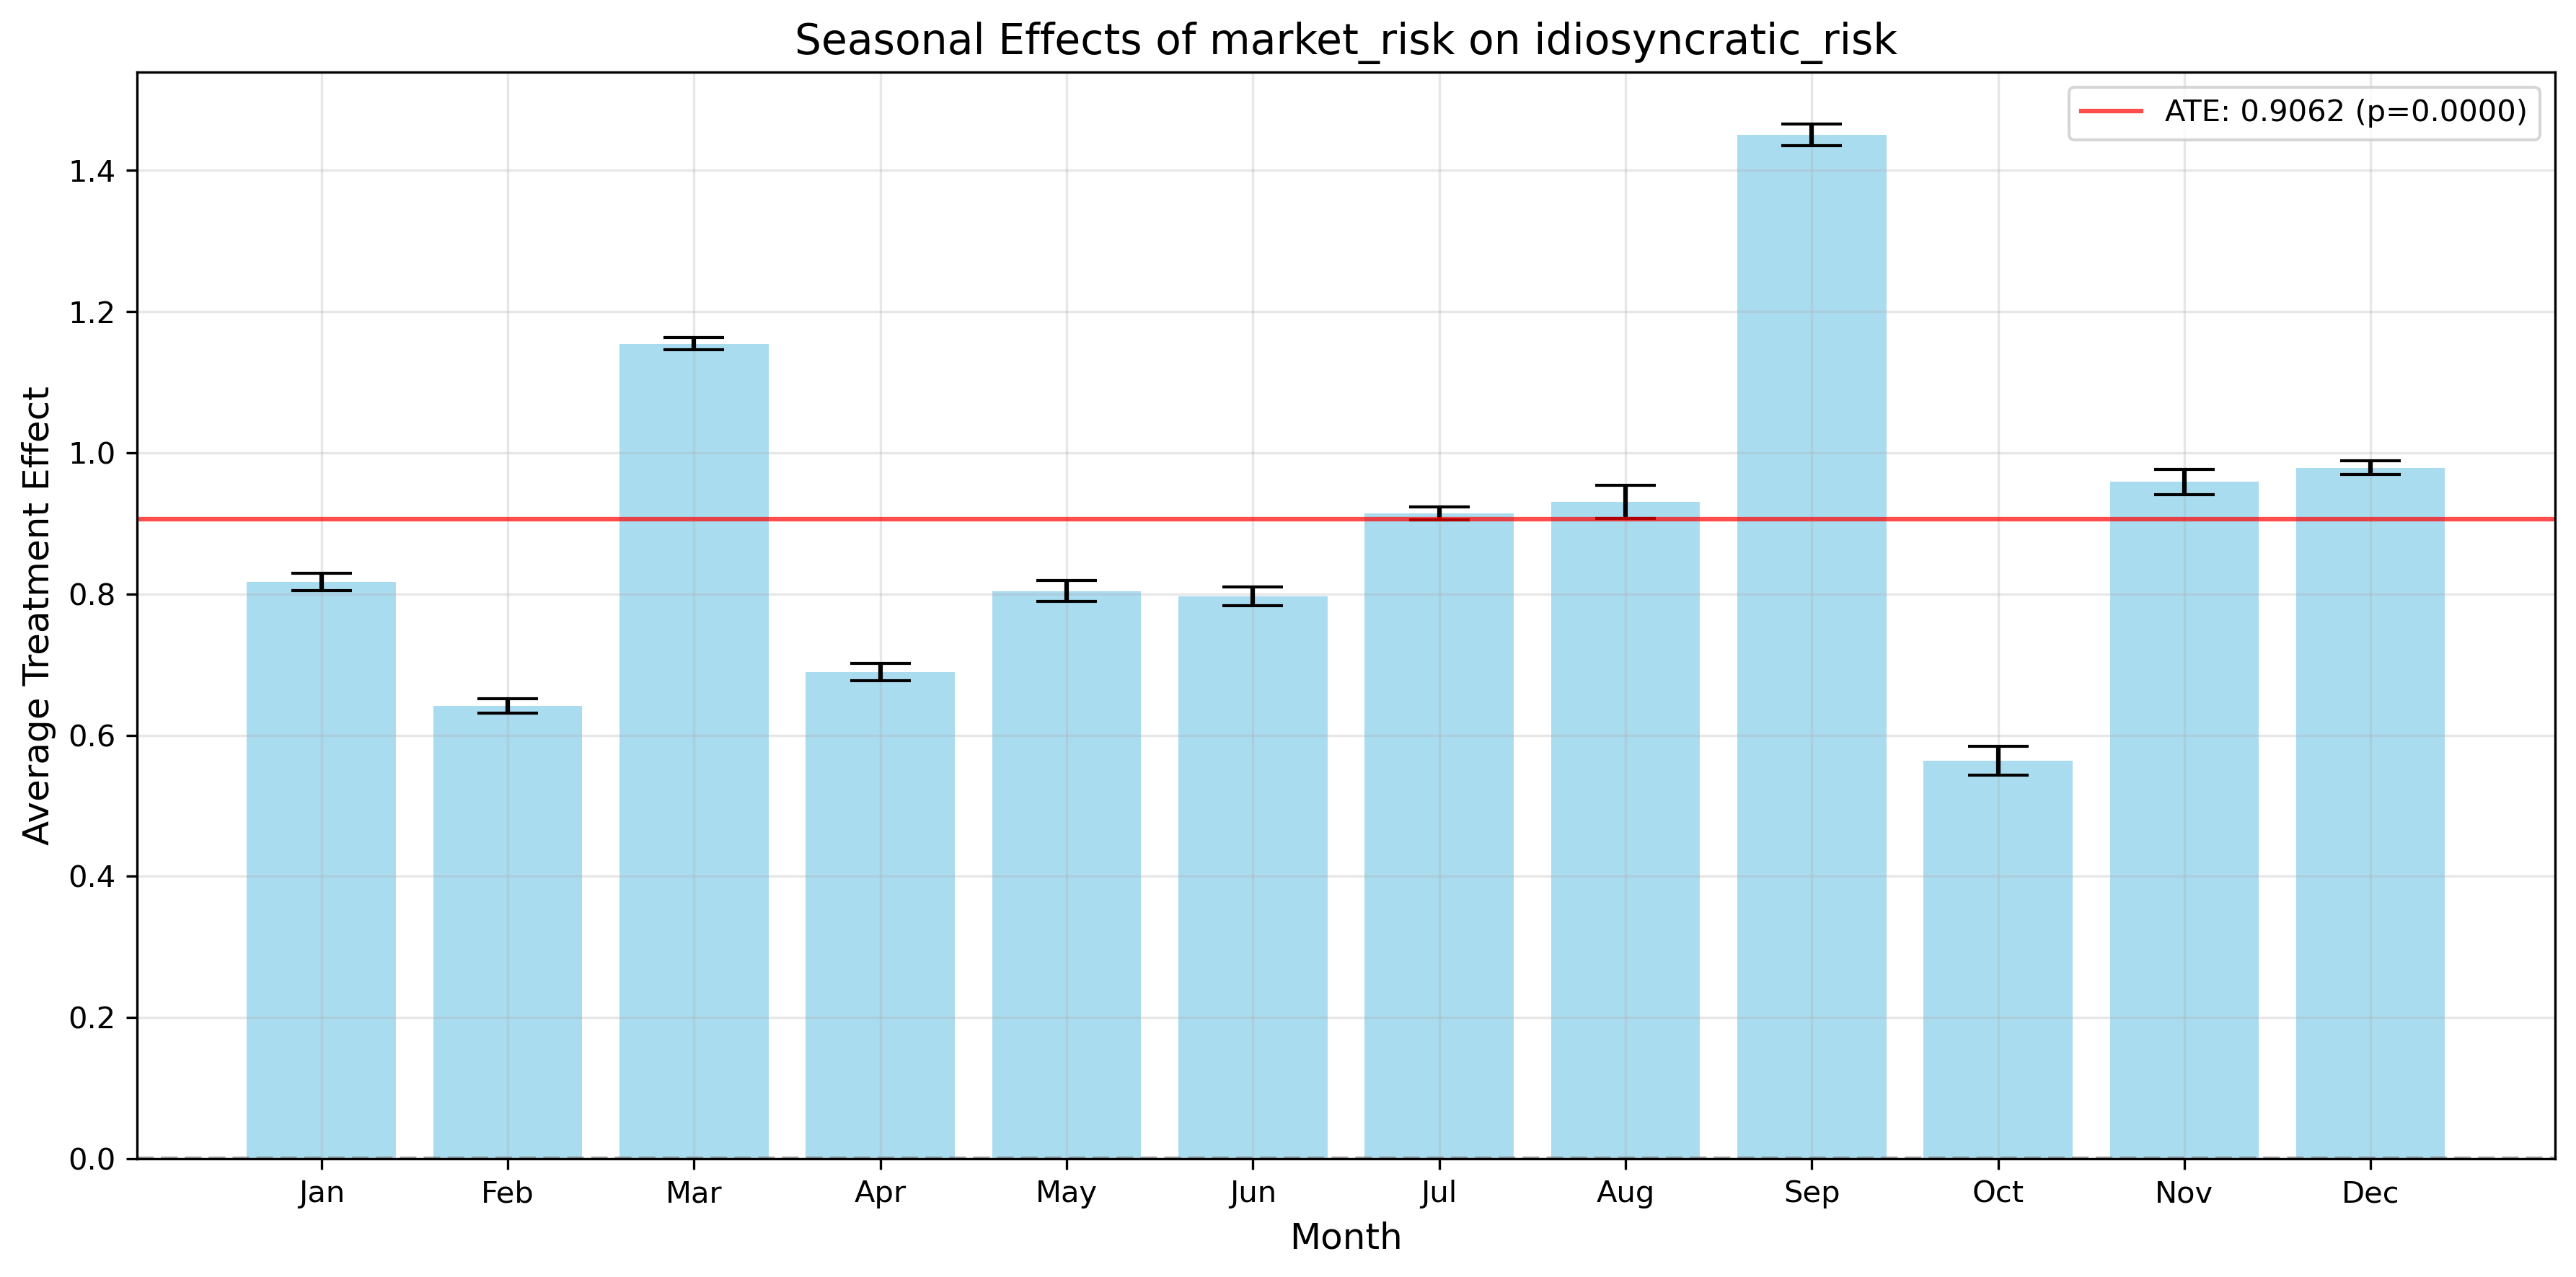 Seasonal Effects of market_risk on idiosyncratic_risk
ATE: 0.9062 (p=0.0000)
Average Treatment Effect
1.4
1.2
1.0
0.8
0.6
0.4
0.2
0.0
Jan Feb Mar Apr May Jun Jul Aug Sep Oct Nov Dec
Month